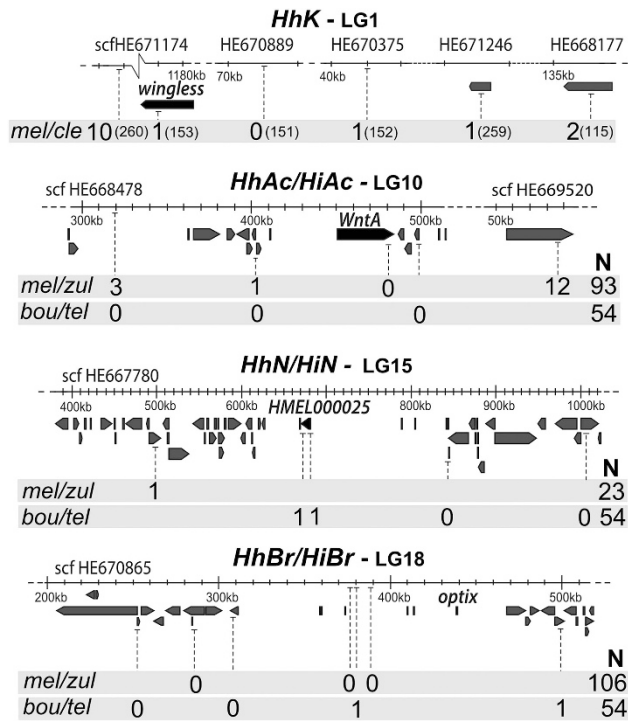 HhK - LG1
scfHE671174 HE670889 HE670375 HE671246 HE668177
1180kb 70kb 40kb 135kb
wingless
mel/cle 10(260) 1(153) 0(151) 1(152) 1(259) 2(115)
HhAc/HiAc - LG10
scf HE668478 HE669520
300kb 400kb WntA 500kb 50kb
N
mel/zul 3 1 0 12 93
bou/tel 0 0 0 54
HhN/HiN - LG15
scf HE667780
400kb 500kb 600kb HMEL000025 800kb 900kb 1000kb
N
mel/zul 1 23
bou/tel 1 1 0 0 54
HhBr/HiBr - LG18
scf HE670865
200kb 300kb 400kb optix 500kb
N
mel/zul 0 0 0 106
bou/tel 0 0 1 1 54